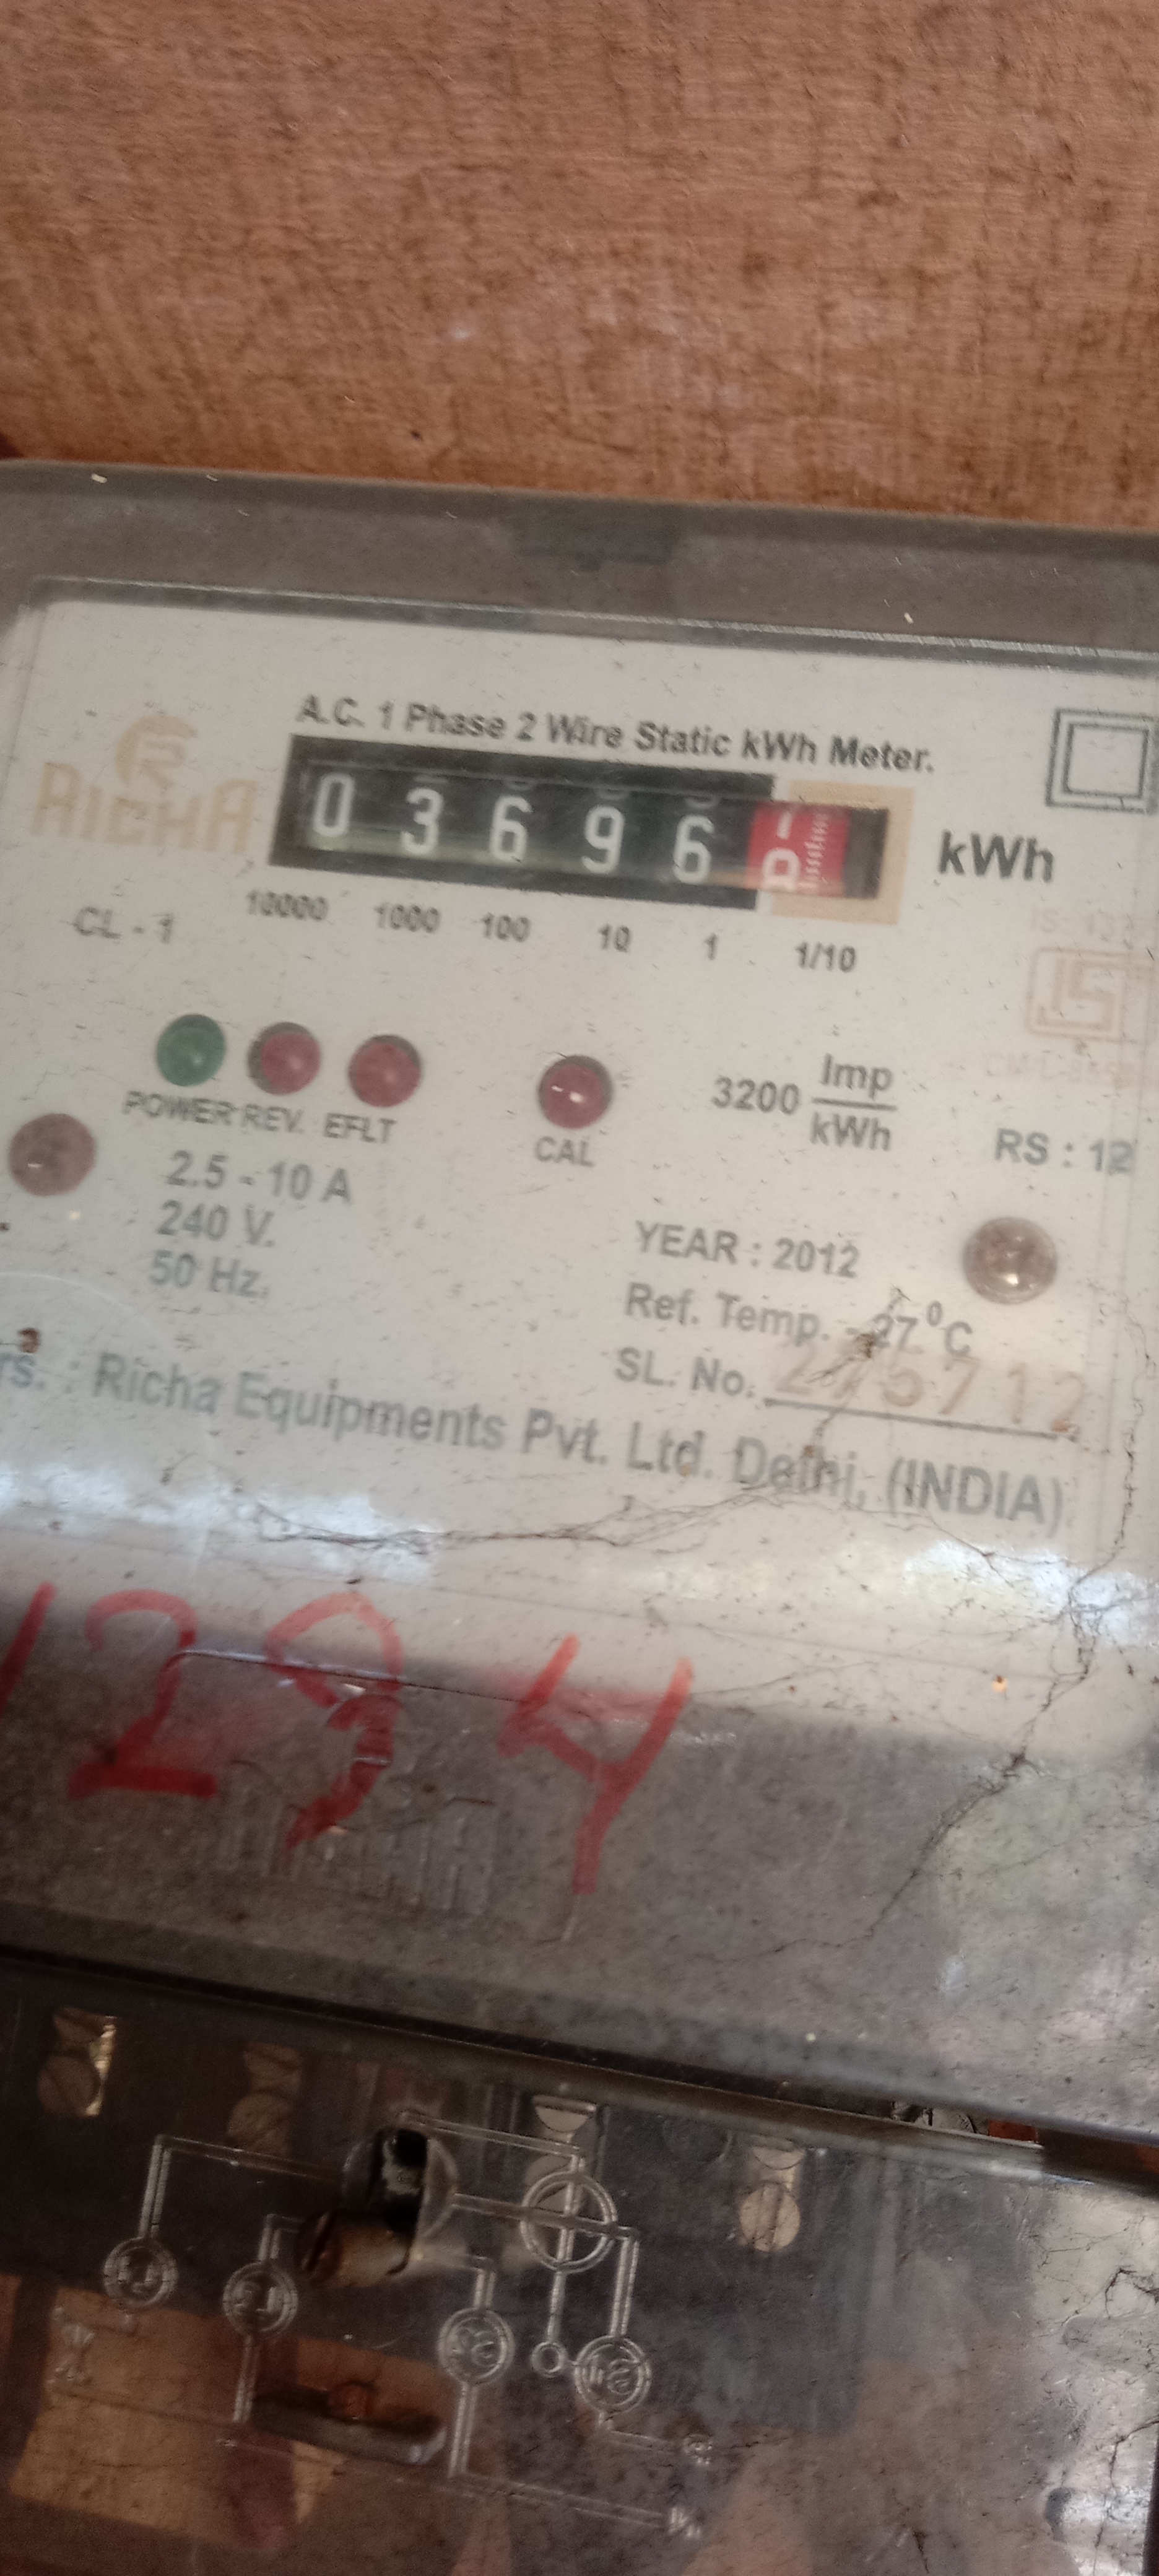 A.C. 1 Phase 2 Wire Static kWh Meter.
RICHA
0 3 6 9 6
kWh
10000 1000 100 10 1 1/10
CL - 1
POWER REV. EFLT
CAL
3200 Imp/kWh
RS : 12
2.5 - 10 A
240 V.
50 Hz.
YEAR : 2012
Ref. Temp. - 27 °C
SL. No.
Richa Equipments Pvt. Ltd. Delhi, (INDIA)
1294